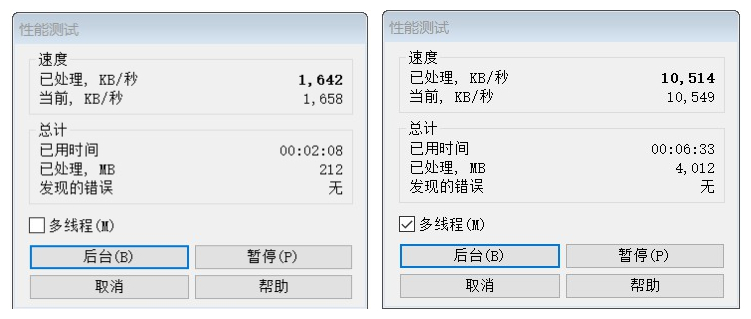 性能测试
速度
已处理, KB/秒 1,642
当前, KB/秒 1,658
总计
已用时间 00:02:08
已处理, MB 212
发现的错误 无
多线程(M)
后台(B) 暂停(P)
取消 帮助
性能测试
速度
已处理, KB/秒 10,514
当前, KB/秒 10,549
总计
已用时间 00:06:33
已处理, MB 4,012
发现的错误 无
多线程(M)
后台(B) 暂停(P)
取消 帮助